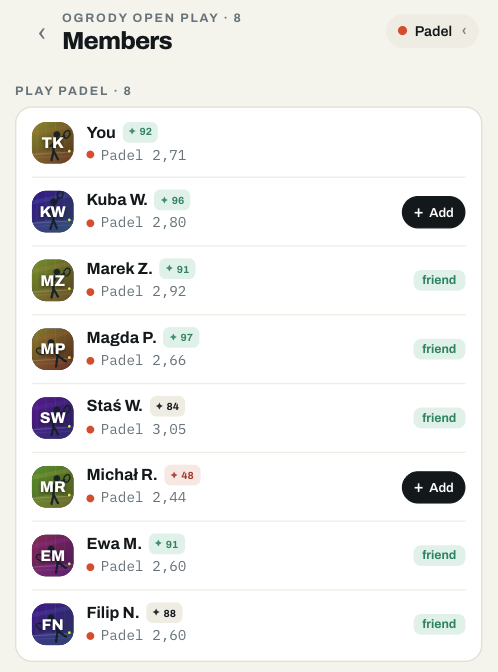 OGRODY OPEN PLAY · 8
Members
Padel
PLAY PADEL · 8
TK
You
✦ 92
Padel 2,71
KW
Kuba W.
✦ 96
Padel 2,80
+ Add
MZ
Marek Z.
✦ 91
Padel 2,92
friend
MP
Magda P.
✦ 97
Padel 2,66
friend
SW
Staś W.
✦ 84
Padel 3,05
friend
MR
Michał R.
✦ 48
Padel 2,44
+ Add
EM
Ewa M.
✦ 91
Padel 2,60
friend
FN
Filip N.
✦ 88
Padel 2,60
friend